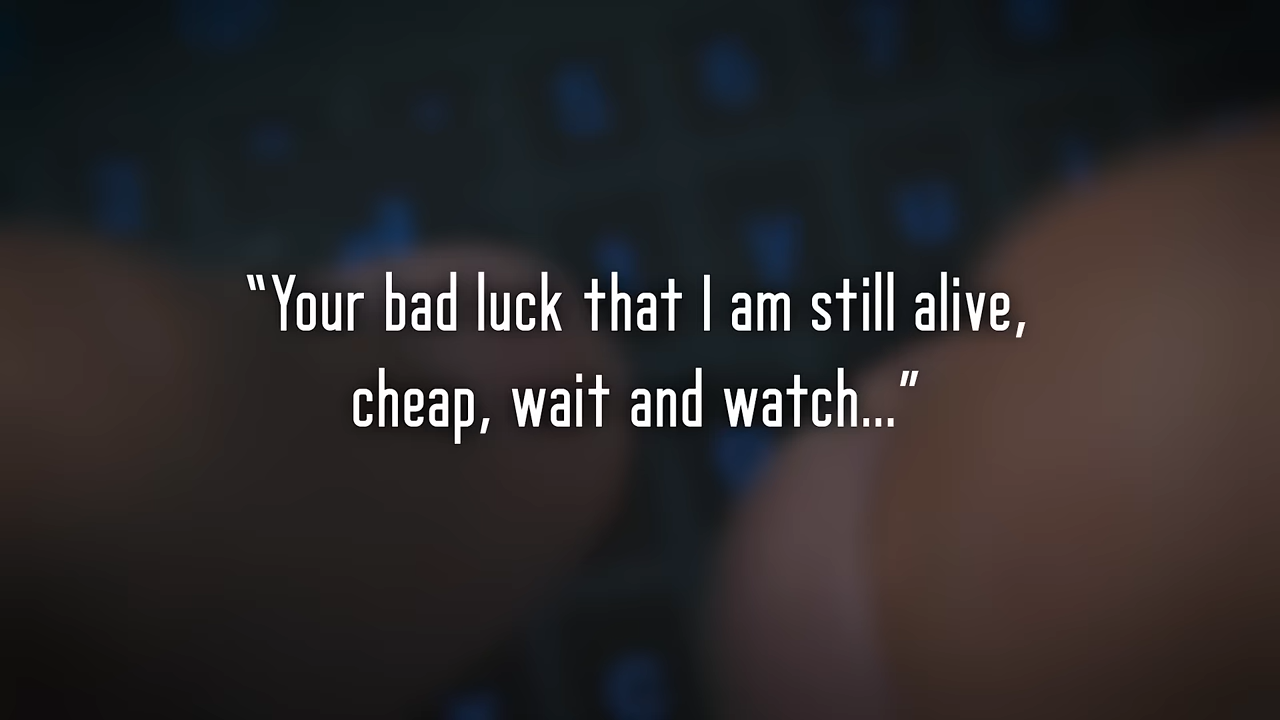 “Your bad luck that I am still alive,
cheap, wait and watch...”